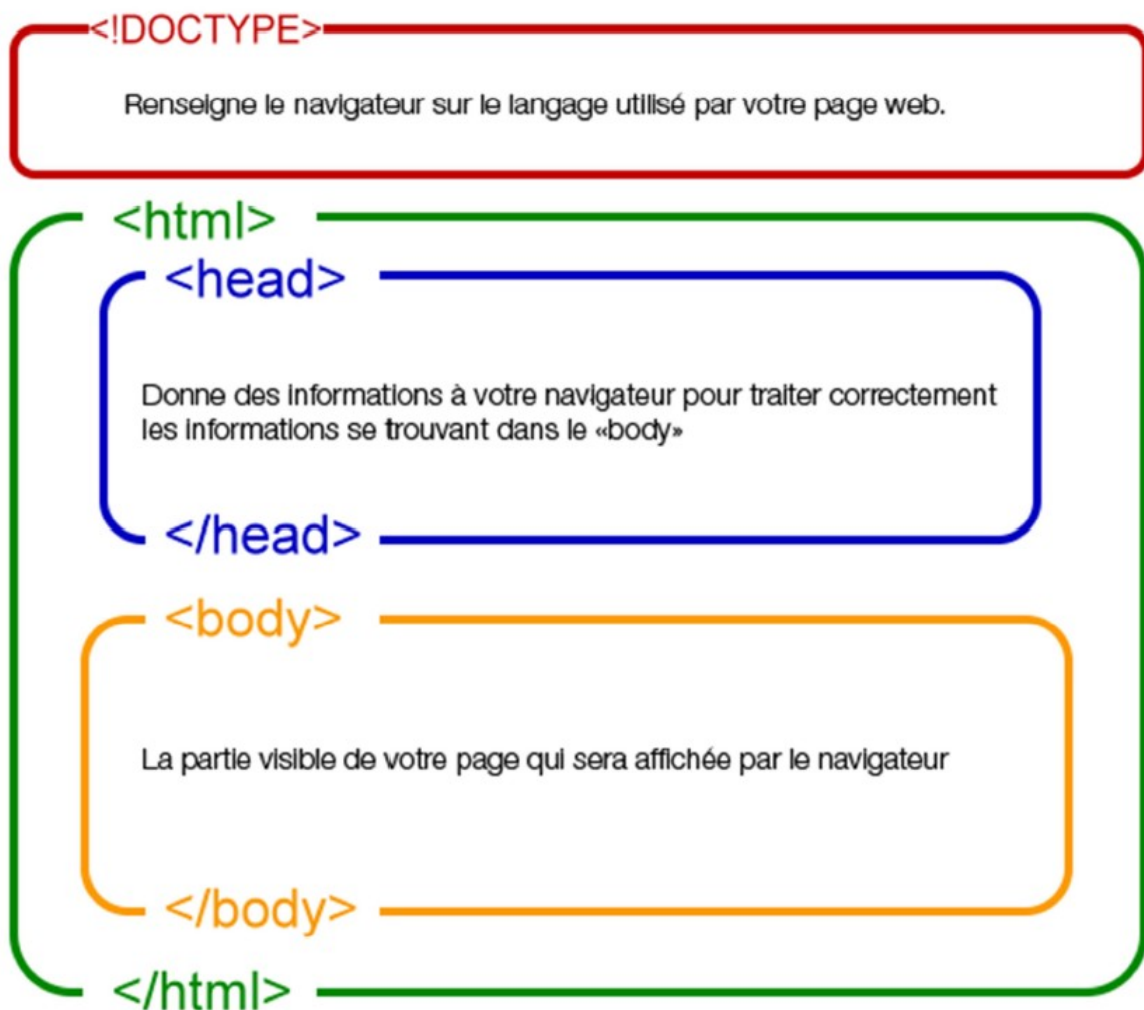 <!DOCTYPE>
Renseigne le navigateur sur le langage utilisé par votre page web.
<html>
<head>
Donne des informations à votre navigateur pour traiter correctement
les informations se trouvant dans le «body»
</head>
<body>
La partie visible de votre page qui sera affichée par le navigateur
</body>
</html>